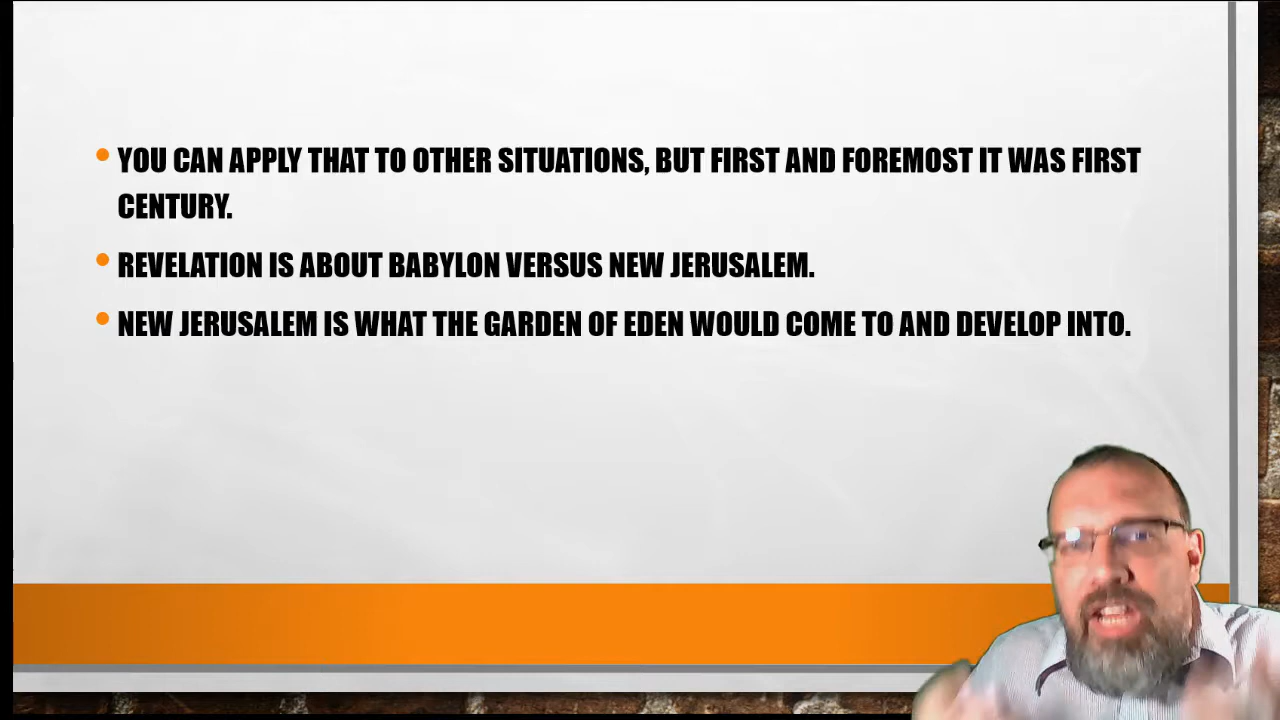 • YOU CAN APPLY THAT TO OTHER SITUATIONS, BUT FIRST AND FOREMOST IT WAS FIRST
CENTURY.
• REVELATION IS ABOUT BABYLON VERSUS NEW JERUSALEM.
• NEW JERUSALEM IS WHAT THE GARDEN OF EDEN WOULD COME TO AND DEVELOP INTO.